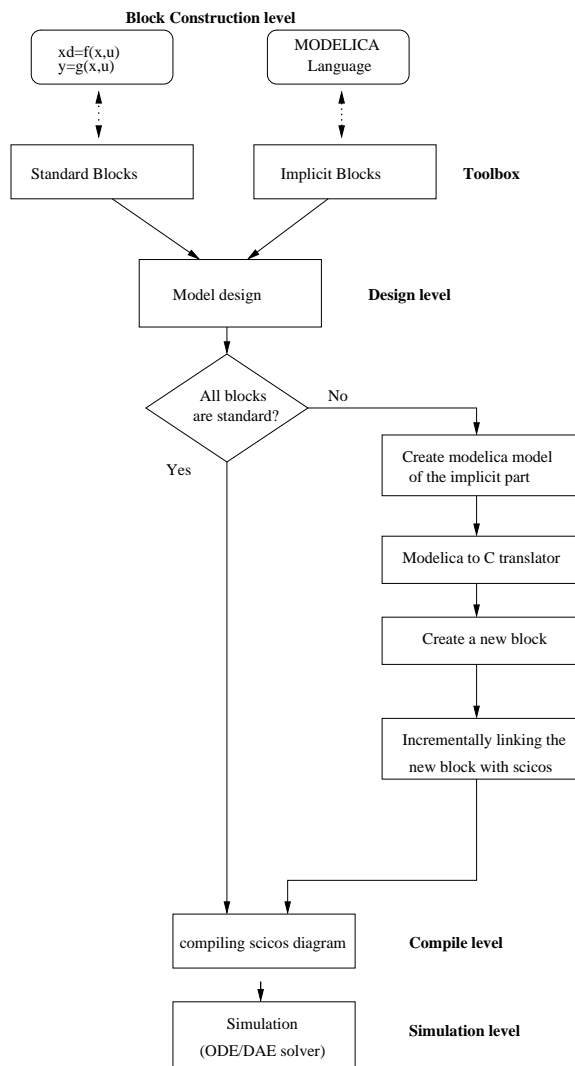 Block Construction level
xd=f(x,u)
y=g(x,u)
MODELICA
Language
Standard Blocks
Implicit Blocks
Toolbox
Model design
Design level
All blocks
are standard?
No
Yes
Create modelica model
of the implicit part
Modelica to C translator
Create a new block
Incrementally linking the
new block with scicos
compiling scicos diagram
Compile level
Simulation
(ODE/DAE solver)
Simulation level